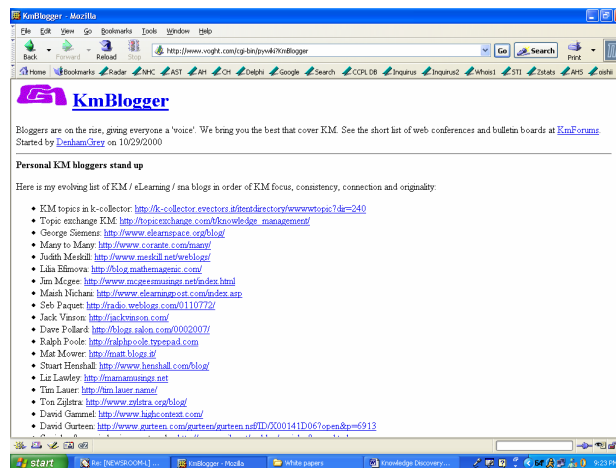 KmBlogger - Mozilla
File Edit View Go Bookmarks Tools Window Help
Back Forward Reload Stop http://www.voght.com/cgi-bin/pywiki?KmBlogger Go Search Print
Home Bookmarks Radar NHC AST AH CH Delphi Google Search CCPL DB Inquirus Inquirus2 Whois1 STI Zstats AHS oishii
KmBlogger
Bloggers are on the rise, giving everyone a 'voice'. We bring you the best that cover KM. See the short list of web conferences and bulletin boards at KmForums.
Started by DenhamGrey on 10/29/2000
Personal KM bloggers stand up
Here is my evolving list of KM / eLearning / sna blogs in order of KM focus, consistency, connection and originality:
KM topics in k-collector: http://k-collector.evectors.it/itentdirectory/wwwwtopic?dir=240
Topic exchange KM: http://topicexchange.com/t/knowledge_management/
George Siemens: http://www.elearnspace.org/blog/
Many to Many: http://www.corante.com/many/
Judith Meskill: http://www.meskill.net/weblogs/
Lilia Efimova: http://blog.mathemagenic.com/
Jim Mcgee: http://www.mcgeesmusings.net/index.html
Maish Nichani: http://www.elearningpost.com/index.asp
Seb Paquet: http://radio.weblogs.com/0110772/
Jack Vinson: http://jackvinson.com/
Dave Pollard: http://blogs.salon.com/0002007/
Ralph Poole: http://ralphpoole.typepad.com
Mat Mower: http://matt.blogs.it/
Stuart Henshall: http://www.henshall.com/blog/
Liz Lawley: http://mamamusings.net
Tim Lauer: http://tim.lauer.name/
Ton Zijlstra: http://www.zylstra.org/blog/
David Gammel: http://www.highcontext.com/
David Gurteen: http://www.gurteen.com/gurteen/gurteen.nsf/ID/X00141D06?open&p=6913
start Re: [NEWSROOM-L] ... KmBlogger - Mozilla White papers Knowledge Discovery... 9:23 PM